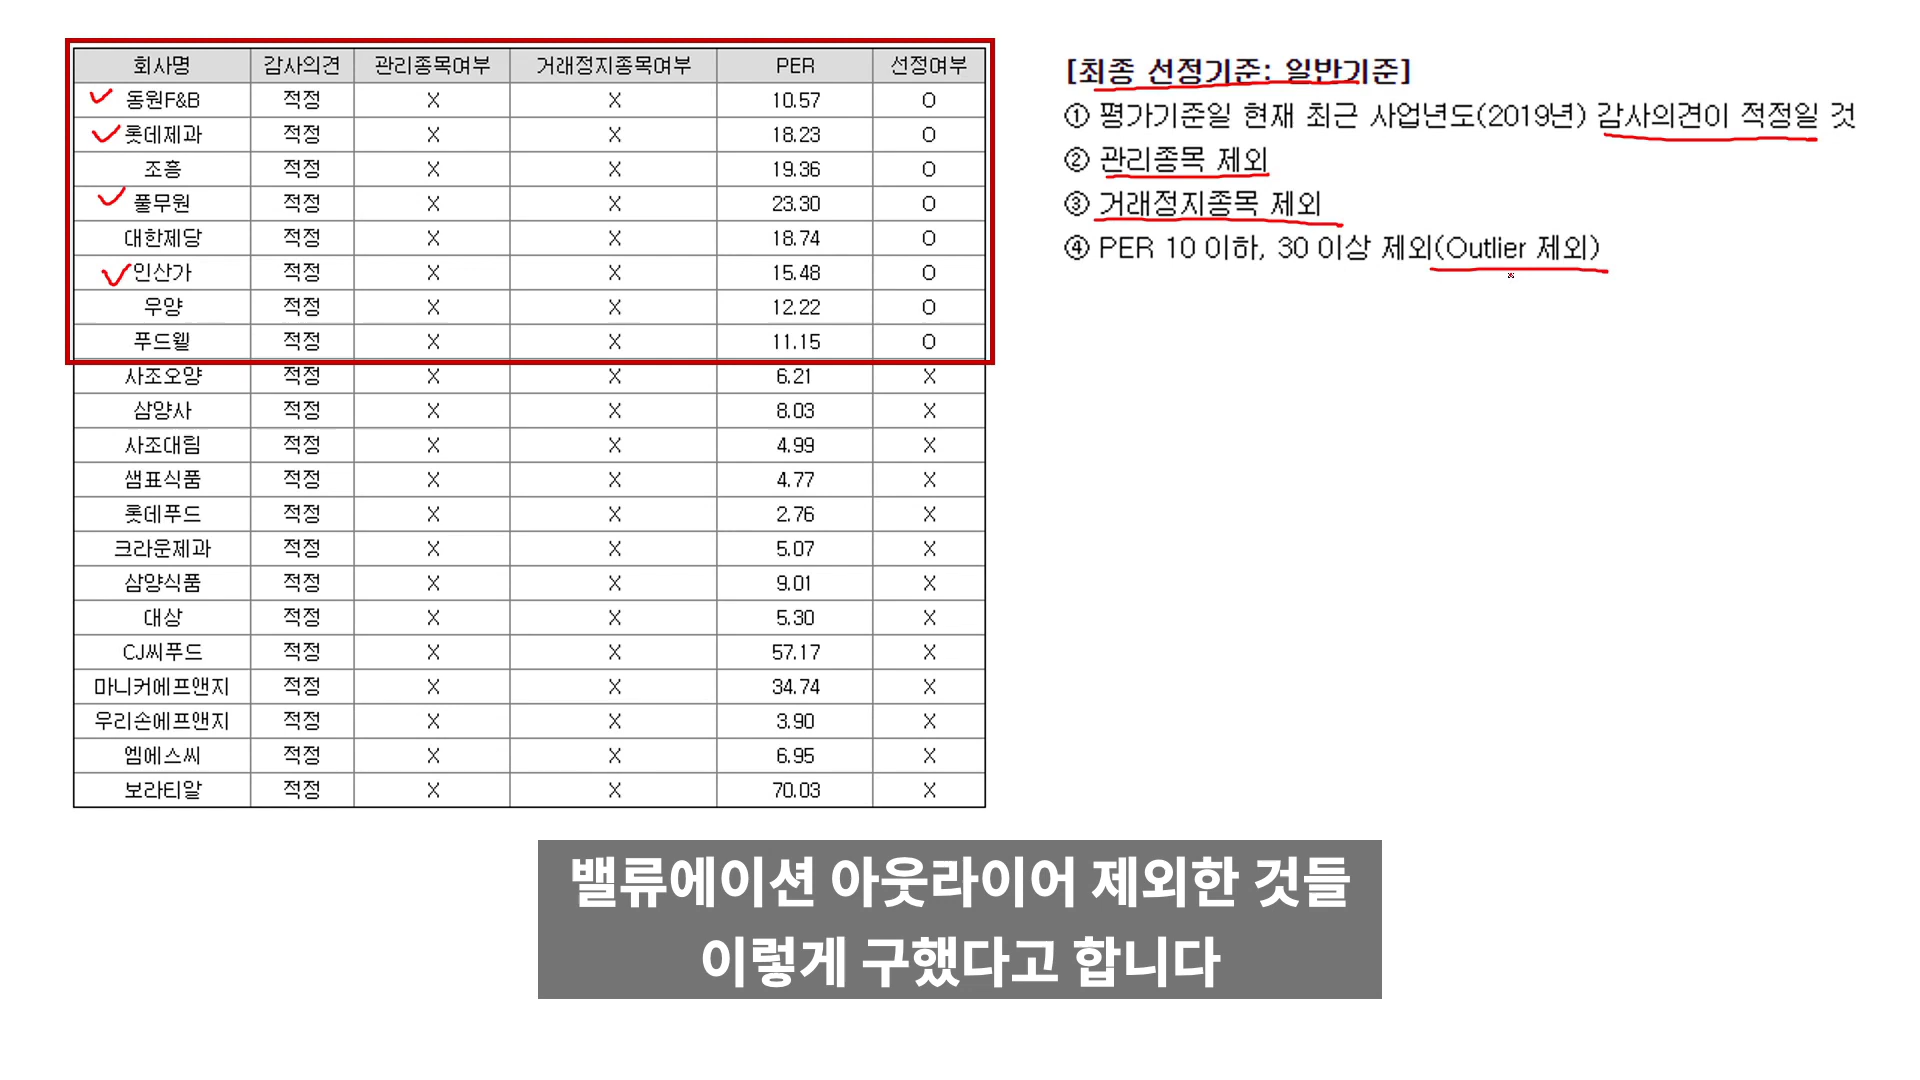 회사명 감사의견 관리종목여부 거래정지종목여부 PER 선정여부
동원F&B 적정 X X 10.57 O
롯데제과 적정 X X 18.23 O
조흥 적정 X X 19.36 O
풀무원 적정 X X 23.30 O
대한제당 적정 X X 18.74 O
인산가 적정 X X 15.48 O
우양 적정 X X 12.22 O
푸드웰 적정 X X 11.15 O
사조오양 적정 X X 6.21 X
삼양사 적정 X X 8.03 X
사조대림 적정 X X 4.99 X
샘표식품 적정 X X 4.77 X
롯데푸드 적정 X X 2.76 X
크라운제과 적정 X X 5.07 X
삼양식품 적정 X X 9.01 X
대상 적정 X X 5.30 X
CJ씨푸드 적정 X X 57.17 X
마니커에프앤지 적정 X X 34.74 X
우리손에프앤지 적정 X X 3.90 X
엠에스씨 적정 X X 6.95 X
보라티알 적정 X X 70.03 X
[최종 선정기준: 일반기준]
① 평가기준일 현재 최근 사업년도(2019년) 감사의견이 적정일 것
② 관리종목 제외
③ 거래정지종목 제외
④ PER 10 이하, 30 이상 제외(Outlier 제외)
밸류에이션 아웃라이어 제외한 것들
이렇게 구했다고 합니다